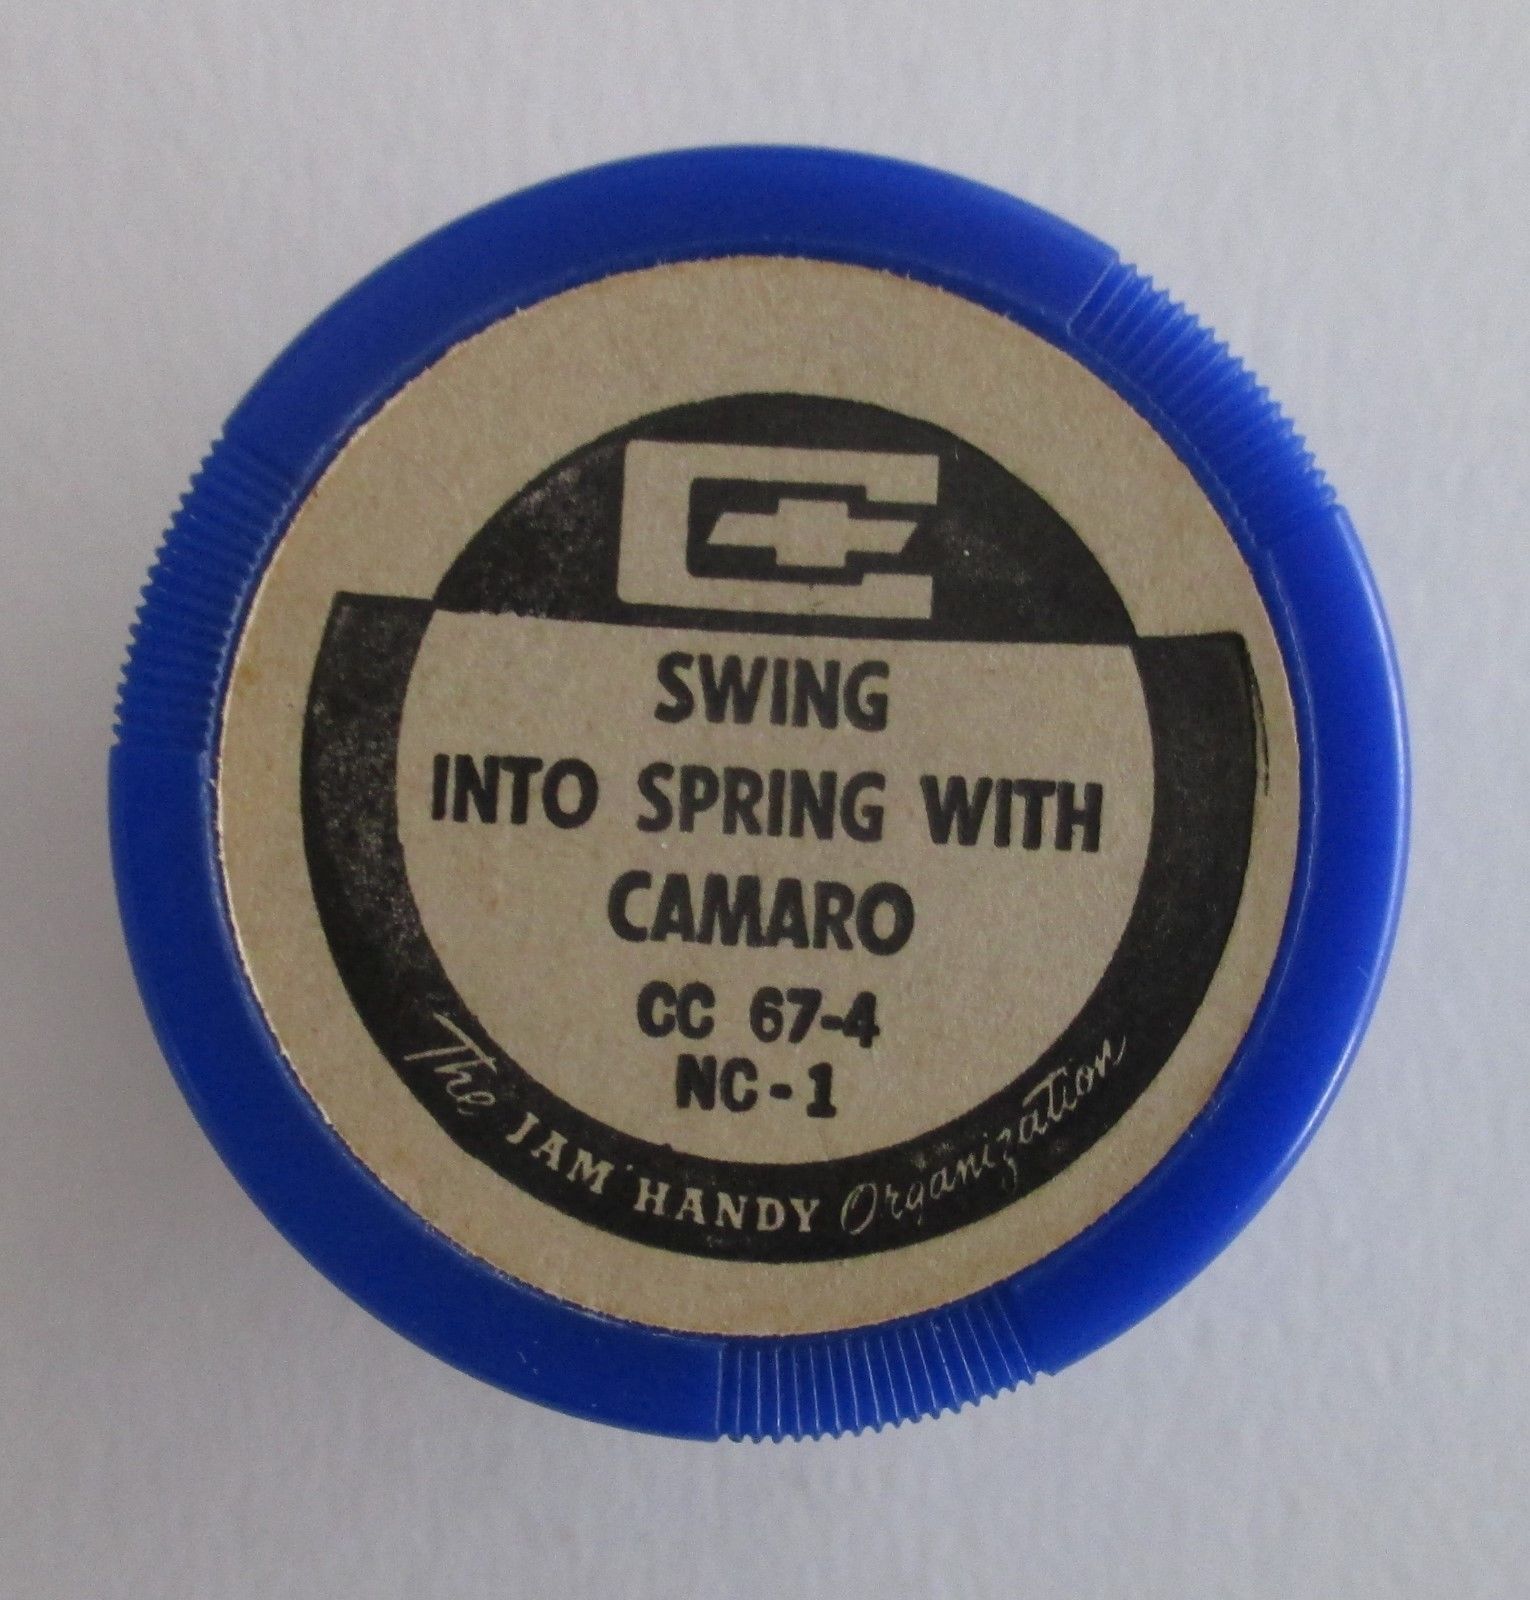 SWING
INTO SPRING WITH
CAMARO
CC 67-4
NC-1
The JAM HANDY Organization